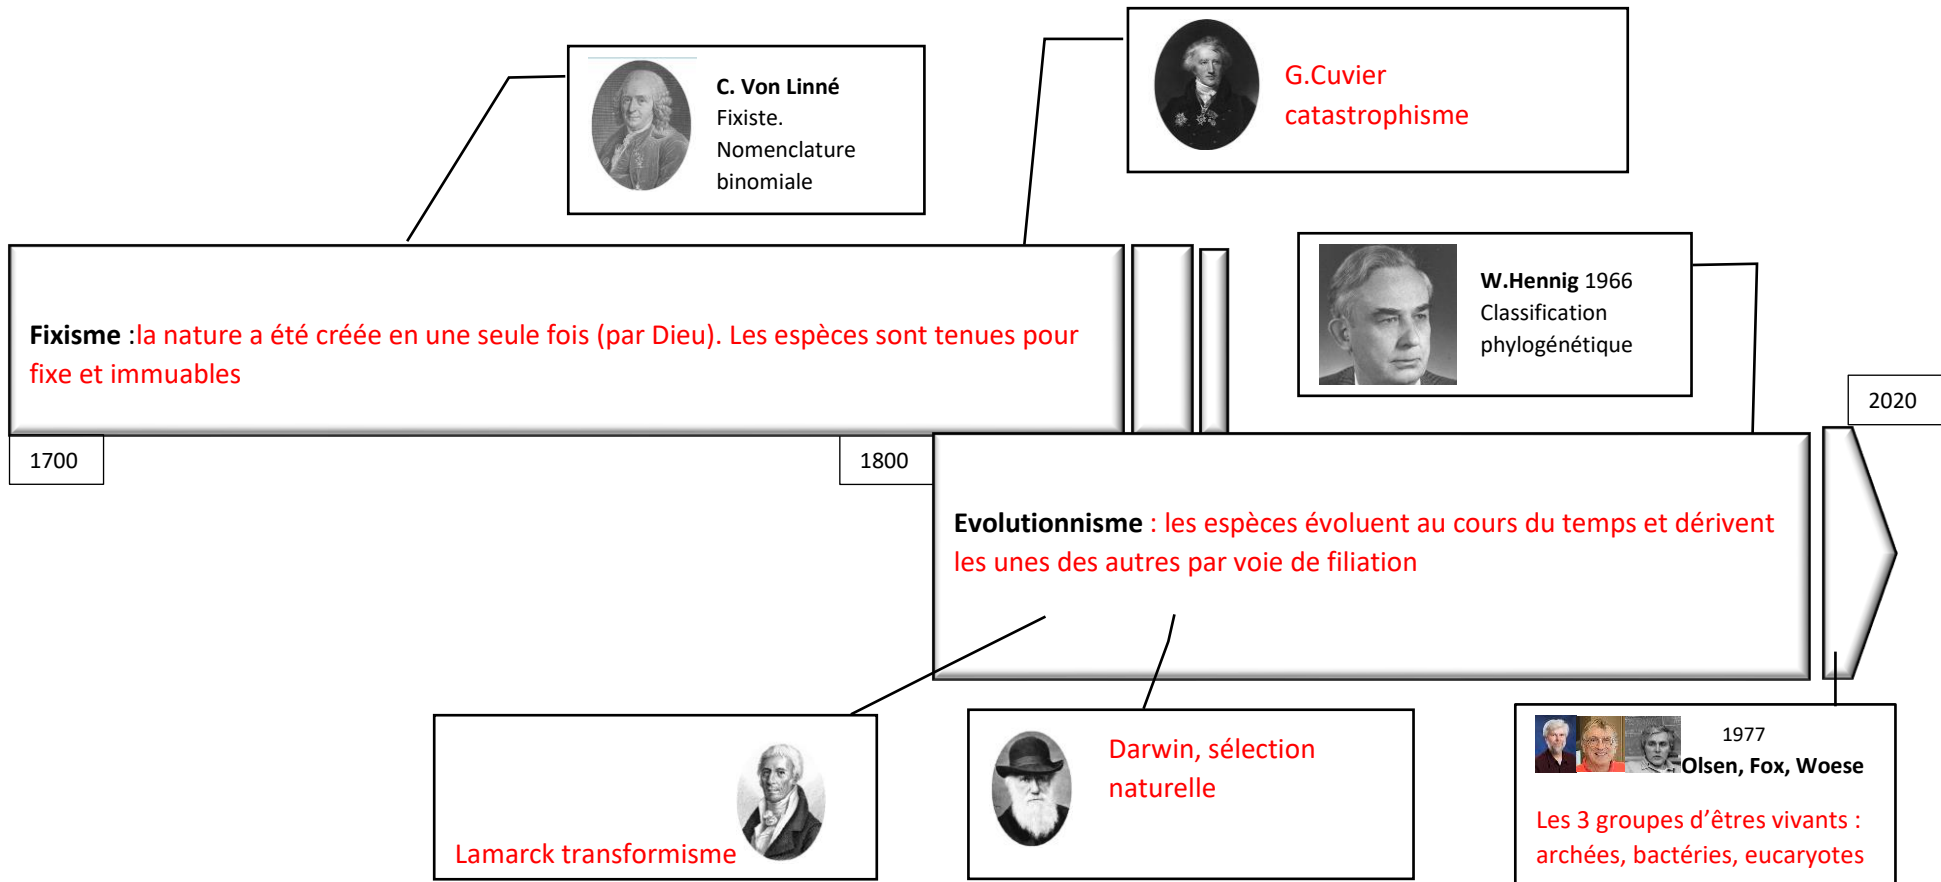 C. Von Linné
Fixiste.
Nomenclature
binomiale
G.Cuvier
catastrophisme
Fixisme :la nature a été créée en une seule fois (par Dieu). Les espèces sont tenues pour
fixe et immuables
W.Hennig 1966
Classification
phylogénétique
2020
1700
1800
Evolutionnisme : les espèces évoluent au cours du temps et dérivent
les unes des autres par voie de filiation
Lamarck transformisme
Darwin, sélection
naturelle
1977
Olsen, Fox, Woese
Les 3 groupes d’êtres vivants :
archées, bactéries, eucaryotes